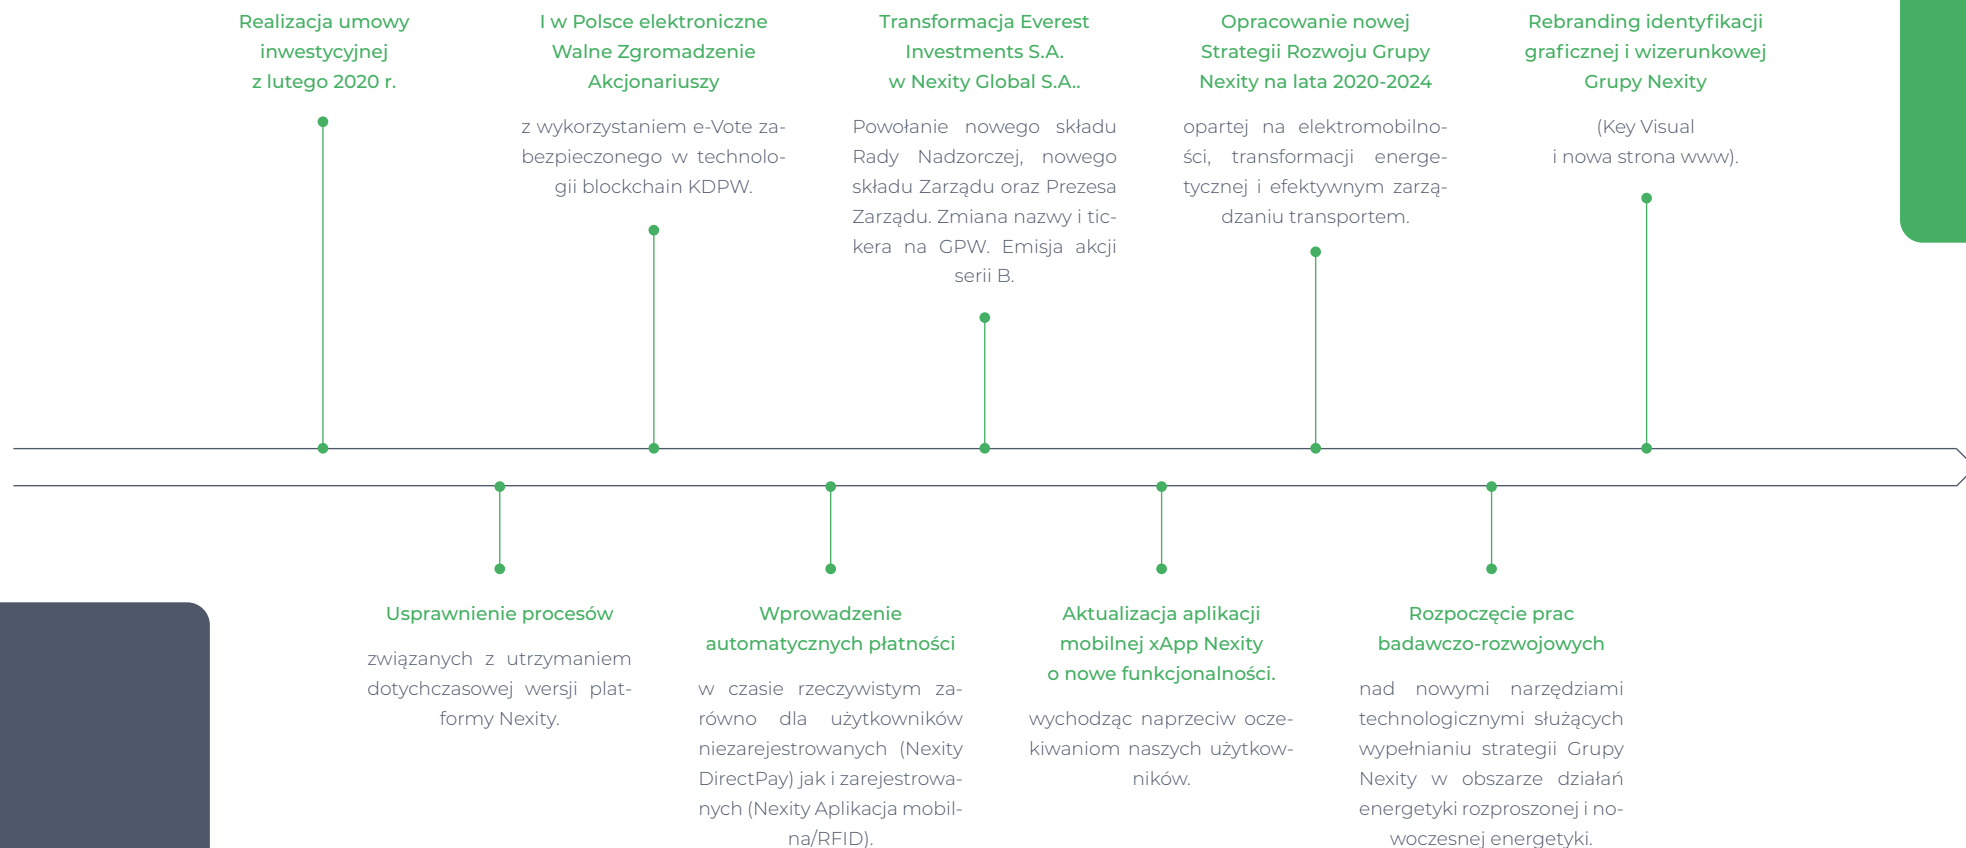 Realizacja umowy
inwestycyjnej
z lutego 2020 r.
I w Polsce elektroniczne
Walne Zgromadzenie
Akcjonariuszy
z wykorzystaniem e-Vote za-
bezpieczonego w technolo-
gii blockchain KDPW.
Transformacja Everest
Investments S.A.
w Nexity Global S.A..
Powołanie nowego składu
Rady Nadzorczej, nowego
składu Zarządu oraz Prezesa
Zarządu. Zmiana nazwy i tic-
kera na GPW. Emisja akcji
serii B.
Opracowanie nowej
Strategii Rozwoju Grupy
Nexity na lata 2020-2024
opartej na elektromobilno-
ści, transformacji energe-
tycznej i efektywnym zarzą-
dzaniu transportem.
Rebranding identyfikacji
graficznej i wizerunkowej
Grupy Nexity
(Key Visual
i nowa strona www).
Usprawnienie procesów
związanych z utrzymaniem
dotychczasowej wersji plat-
formy Nexity.
Wprowadzenie
automatycznych płatności
w czasie rzeczywistym za-
równo dla użytkowników
niezarejestrowanych (Nexity
DirectPay) jak i zarejestrowa-
nych (Nexity Aplikacja mobil-
na/RFID).
Aktualizacja aplikacji
mobilnej xApp Nexity
o nowe funkcjonalności.
wychodząc naprzeciw ocze-
kiwaniom naszych użytkow-
ników.
Rozpoczęcie prac
badawczo-rozwojowych
nad nowymi narzędziami
technologicznymi służących
wypełnianiu strategii Grupy
Nexity w obszarze działań
energetyki rozproszonej i no-
woczesnej energetyki.